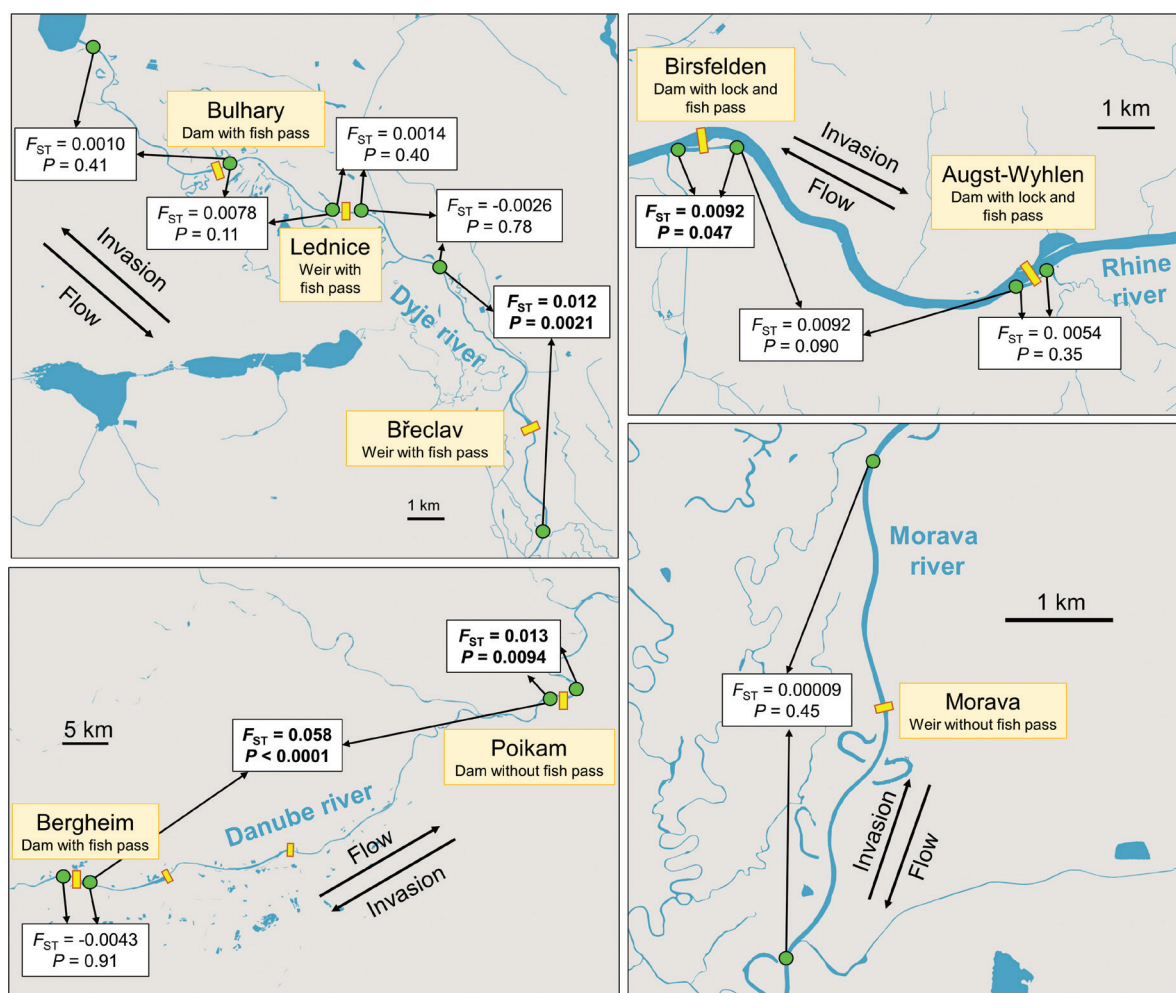 Bulhary
Dam with fish pass
F_ST = 0.0010
P = 0.41
F_ST = 0.0014
P = 0.40
F_ST = 0.0078
P = 0.11
F_ST = -0.0026
P = 0.78
Lednice
Weir with
fish pass
Invasion
Flow
Dyje river
F_ST = 0.012
P = 0.0021
Břeclav
Weir with fish pass
1 km
Birsfelden
Dam with lock and
fish pass
1 km
Invasion
Flow
Augst-Wyhlen
Dam with lock and
fish pass
F_ST = 0.0092
P = 0.047
Rhine
river
F_ST = 0.0092
P = 0.090
F_ST = 0. 0054
P = 0.35
F_ST = 0.013
P = 0.0094
5 km
F_ST = 0.058
P < 0.0001
Poikam
Dam without fish pass
Bergheim
Dam with fish pass
Danube river
Flow
Invasion
F_ST = -0.0043
P = 0.91
Morava
river
1 km
F_ST = 0.00009
P = 0.45
Morava
Weir without fish pass
Invasion
Flow